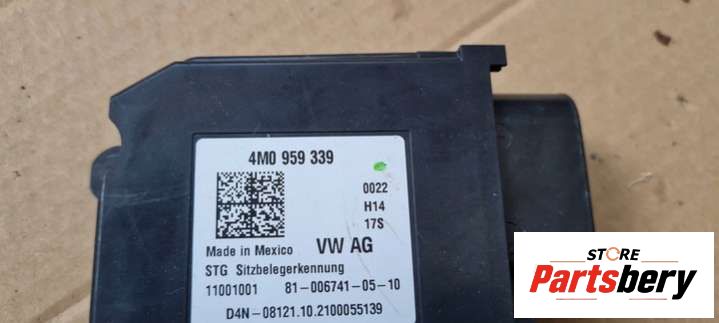 4M0 959 339
0022
H14
17S
Made in Mexico VW AG
STG Sitzbelegerkennung
11001001 81-006741-05-10
D4N-08121.10.2100055139
STORE
Partsbery